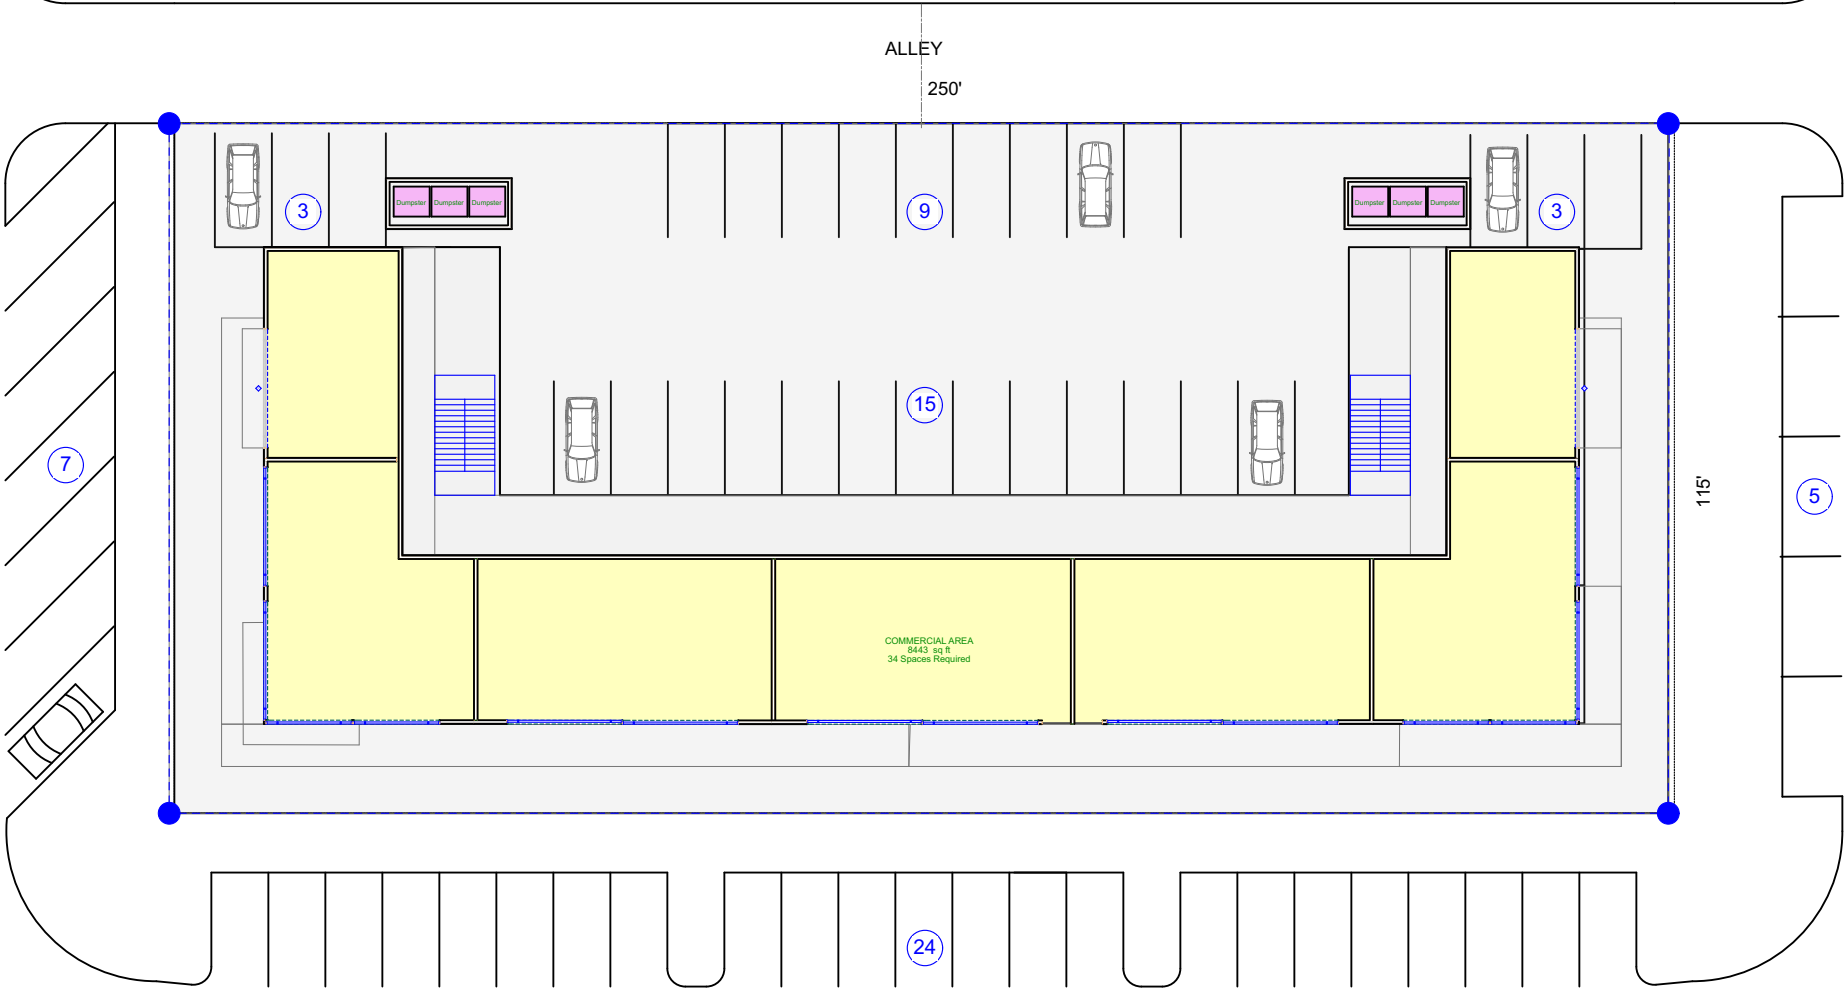 ALLEY
250'
3
Dumpster Dumpster Dumpster
9
Dumpster Dumpster Dumpster
3
15
7
5
115'
COMMERCIAL AREA
8443 sq ft
34 Spaces Required
24